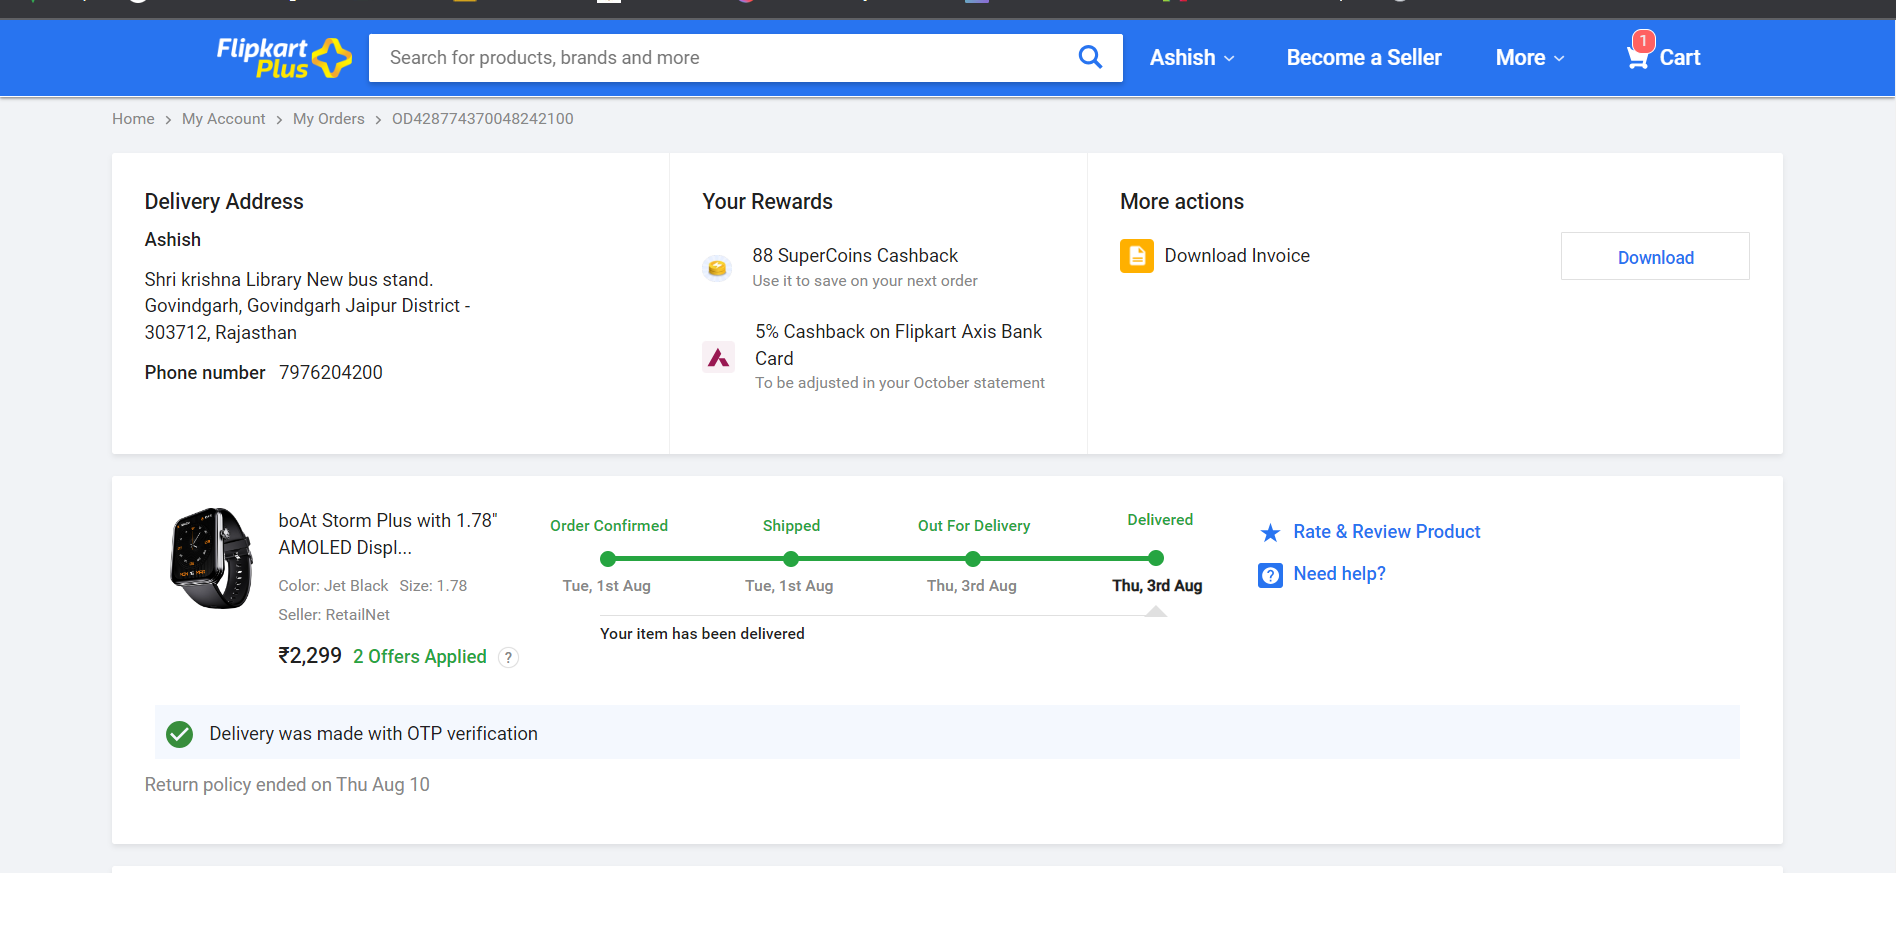 Flipkart
Plus
Search for products, brands and more
Ashish
Become a Seller
More
1
Cart
Home > My Account > My Orders > OD428774370048242100
Delivery Address
Ashish
Shri krishna Library New bus stand.
Govindgarh, Govindgarh Jaipur District -
303712, Rajasthan
Phone number 7976204200
Your Rewards
88 SuperCoins Cashback
Use it to save on your next order
5% Cashback on Flipkart Axis Bank
Card
To be adjusted in your October statement
More actions
Download Invoice
Download
boAt Storm Plus with 1.78"
AMOLED Displ...
Color: Jet Black Size: 1.78
Seller: RetailNet
₹2,299 2 Offers Applied ?
Order Confirmed
Tue, 1st Aug
Shipped
Tue, 1st Aug
Out For Delivery
Thu, 3rd Aug
Delivered
Thu, 3rd Aug
Your item has been delivered
Rate & Review Product
? Need help?
Delivery was made with OTP verification
Return policy ended on Thu Aug 10